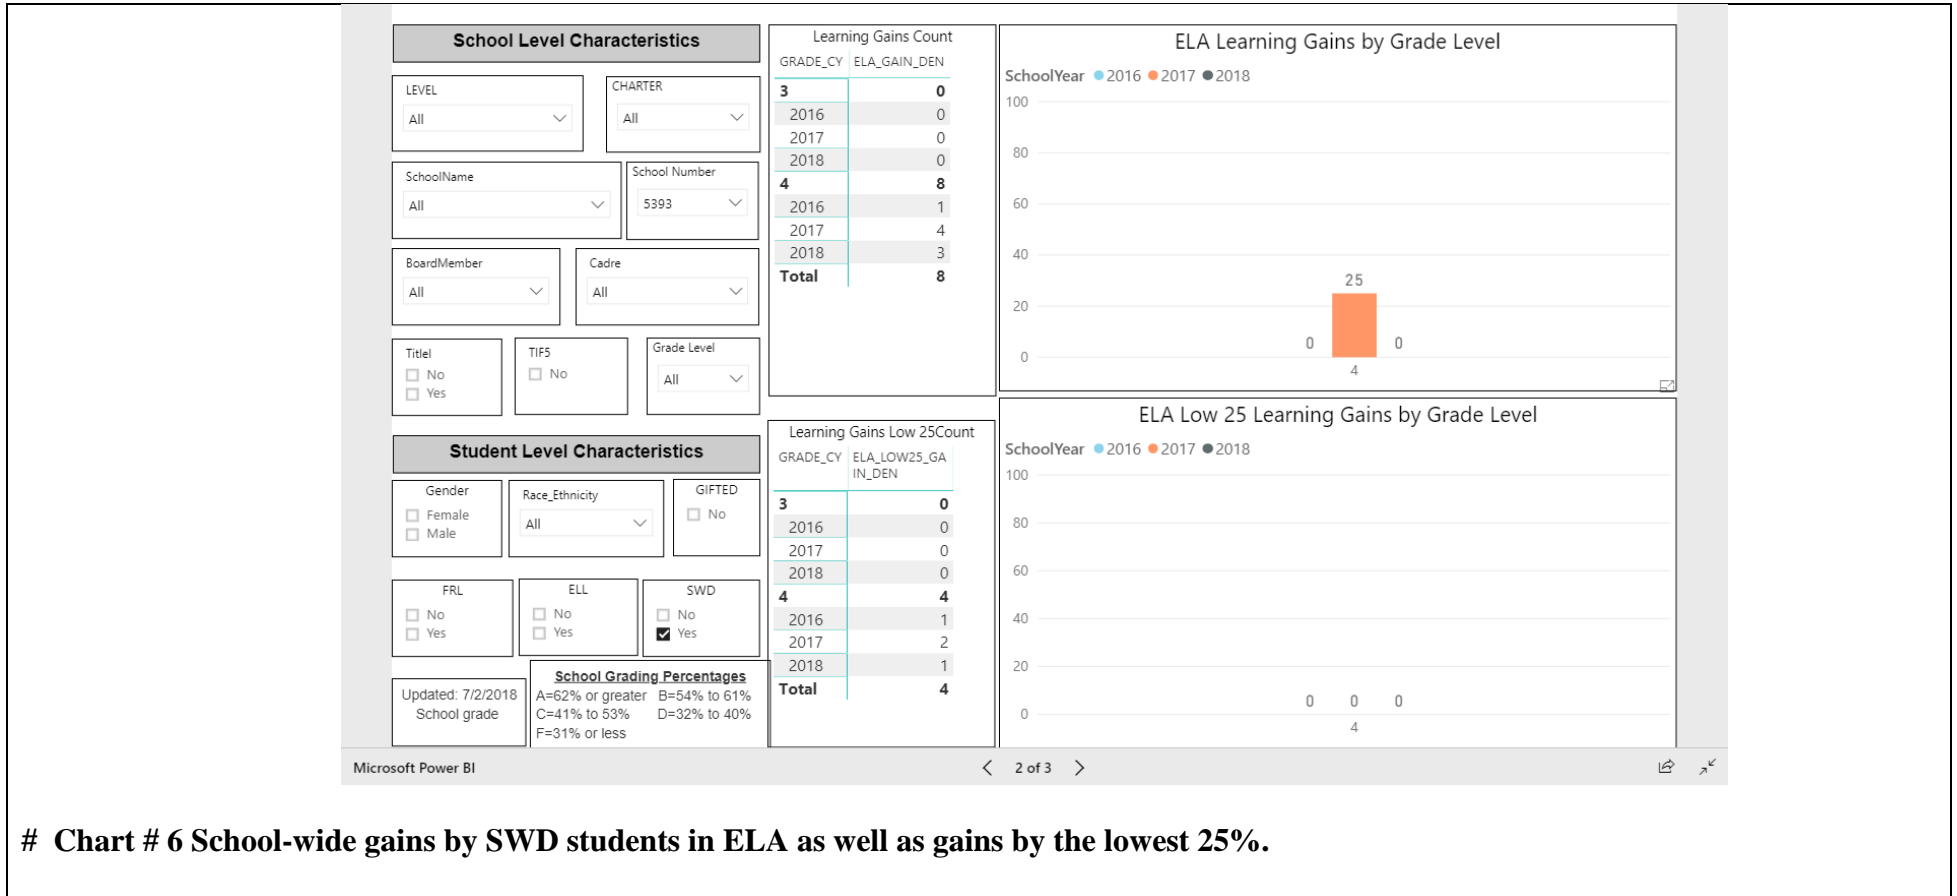 School Level Characteristics
LEVEL
All
CHARTER
All
SchoolName
All
School Number
5393
BoardMember
All
Cadre
All
TitleI
No
Yes
TIF5
No
Grade Level
All
Student Level Characteristics
Gender
Female
Male
Race_Ethnicity
All
GIFTED
No
FRL
No
Yes
ELL
No
Yes
SWD
No
Yes
Updated: 7/2/2018
School grade
School Grading Percentages
A=62% or greater B=54% to 61%
C=41% to 53% D=32% to 40%
F=31% or less
Learning Gains Count
GRADE_CY ELA_GAIN_DEN
3 0
2016 0
2017 0
2018 0
4 8
2016 1
2017 4
2018 3
Total 8
Learning Gains Low 25Count
GRADE_CY ELA_LOW25_GA
IN_DEN
3 0
2016 0
2017 0
2018 0
4 4
2016 1
2017 2
2018 1
Total 4
ELA Learning Gains by Grade Level
SchoolYear 2016 2017 2018
100
80
60
40
20
0
0 25 0
4
ELA Low 25 Learning Gains by Grade Level
SchoolYear 2016 2017 2018
100
80
60
40
20
0
0 0 0
4
Microsoft Power BI
2 of 3
# Chart # 6 School-wide gains by SWD students in ELA as well as gains by the lowest 25%.